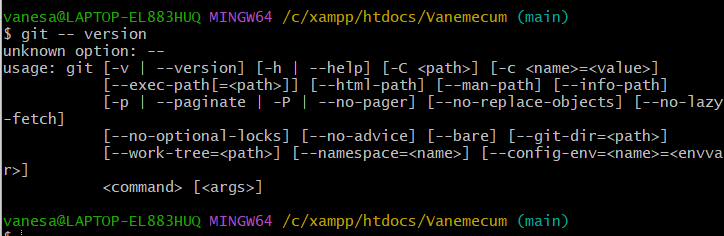 vanesa@LAPTOP-EL883HUQ MINGW64 /c/xampp/htdocs/Vanemecum (main)
$ git -- version
unknown option: --
usage: git [-v | --version] [-h | --help] [-C <path>] [-c <name>=<value>]
           [--exec-path[=<path>]] [--html-path] [--man-path] [--info-path]
           [-p | --paginate | -P | --no-pager] [--no-replace-objects] [--no-lazy
-fetch]
           [--no-optional-locks] [--no-advice] [--bare] [--git-dir=<path>]
           [--work-tree=<path>] [--namespace=<name>] [--config-env=<name>=<envva
r>]
           <command> [<args>]
vanesa@LAPTOP-EL883HUQ MINGW64 /c/xampp/htdocs/Vanemecum (main)
$